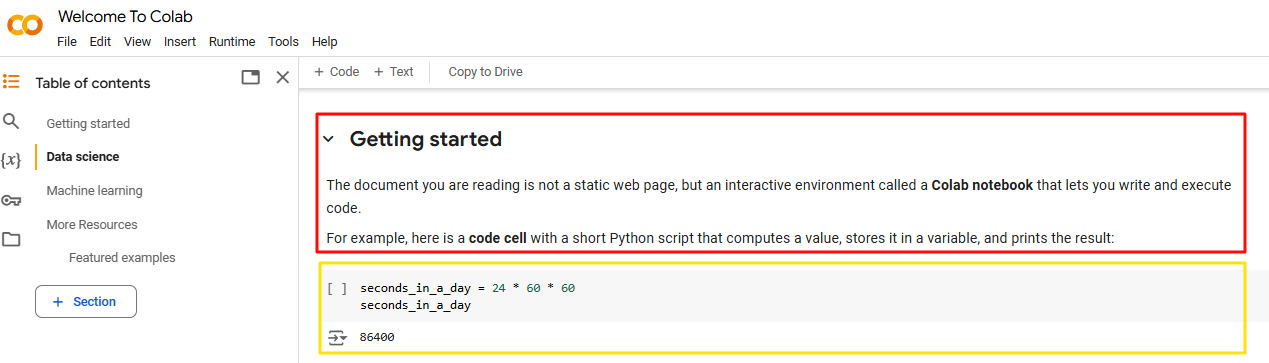 Welcome To Colab
File Edit View Insert Runtime Tools Help
Table of contents
Getting started
Data science
Machine learning
More Resources
Featured examples
+ Section
+ Code + Text Copy to Drive
Getting started
The document you are reading is not a static web page, but an interactive environment called a Colab notebook that lets you write and execute
code.
For example, here is a code cell with a short Python script that computes a value, stores it in a variable, and prints the result:
[ ] seconds_in_a_day = 24 * 60 * 60
seconds_in_a_day
86400